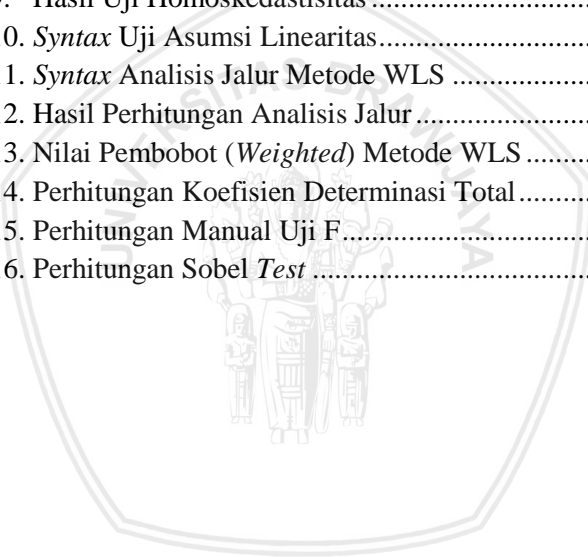 . Hasil Uji Homoskedastisitas
0. Syntax Uji Asumsi Linearitas
1. Syntax Analisis Jalur Metode WLS
2. Hasil Perhitungan Analisis Jalur
3. Nilai Pembobot (Weighted) Metode WLS
4. Perhitungan Koefisien Determinasi Total
5. Perhitungan Manual Uji F
6. Perhitungan Sobel Test
UNIVERSITAS BRAWIJAYA